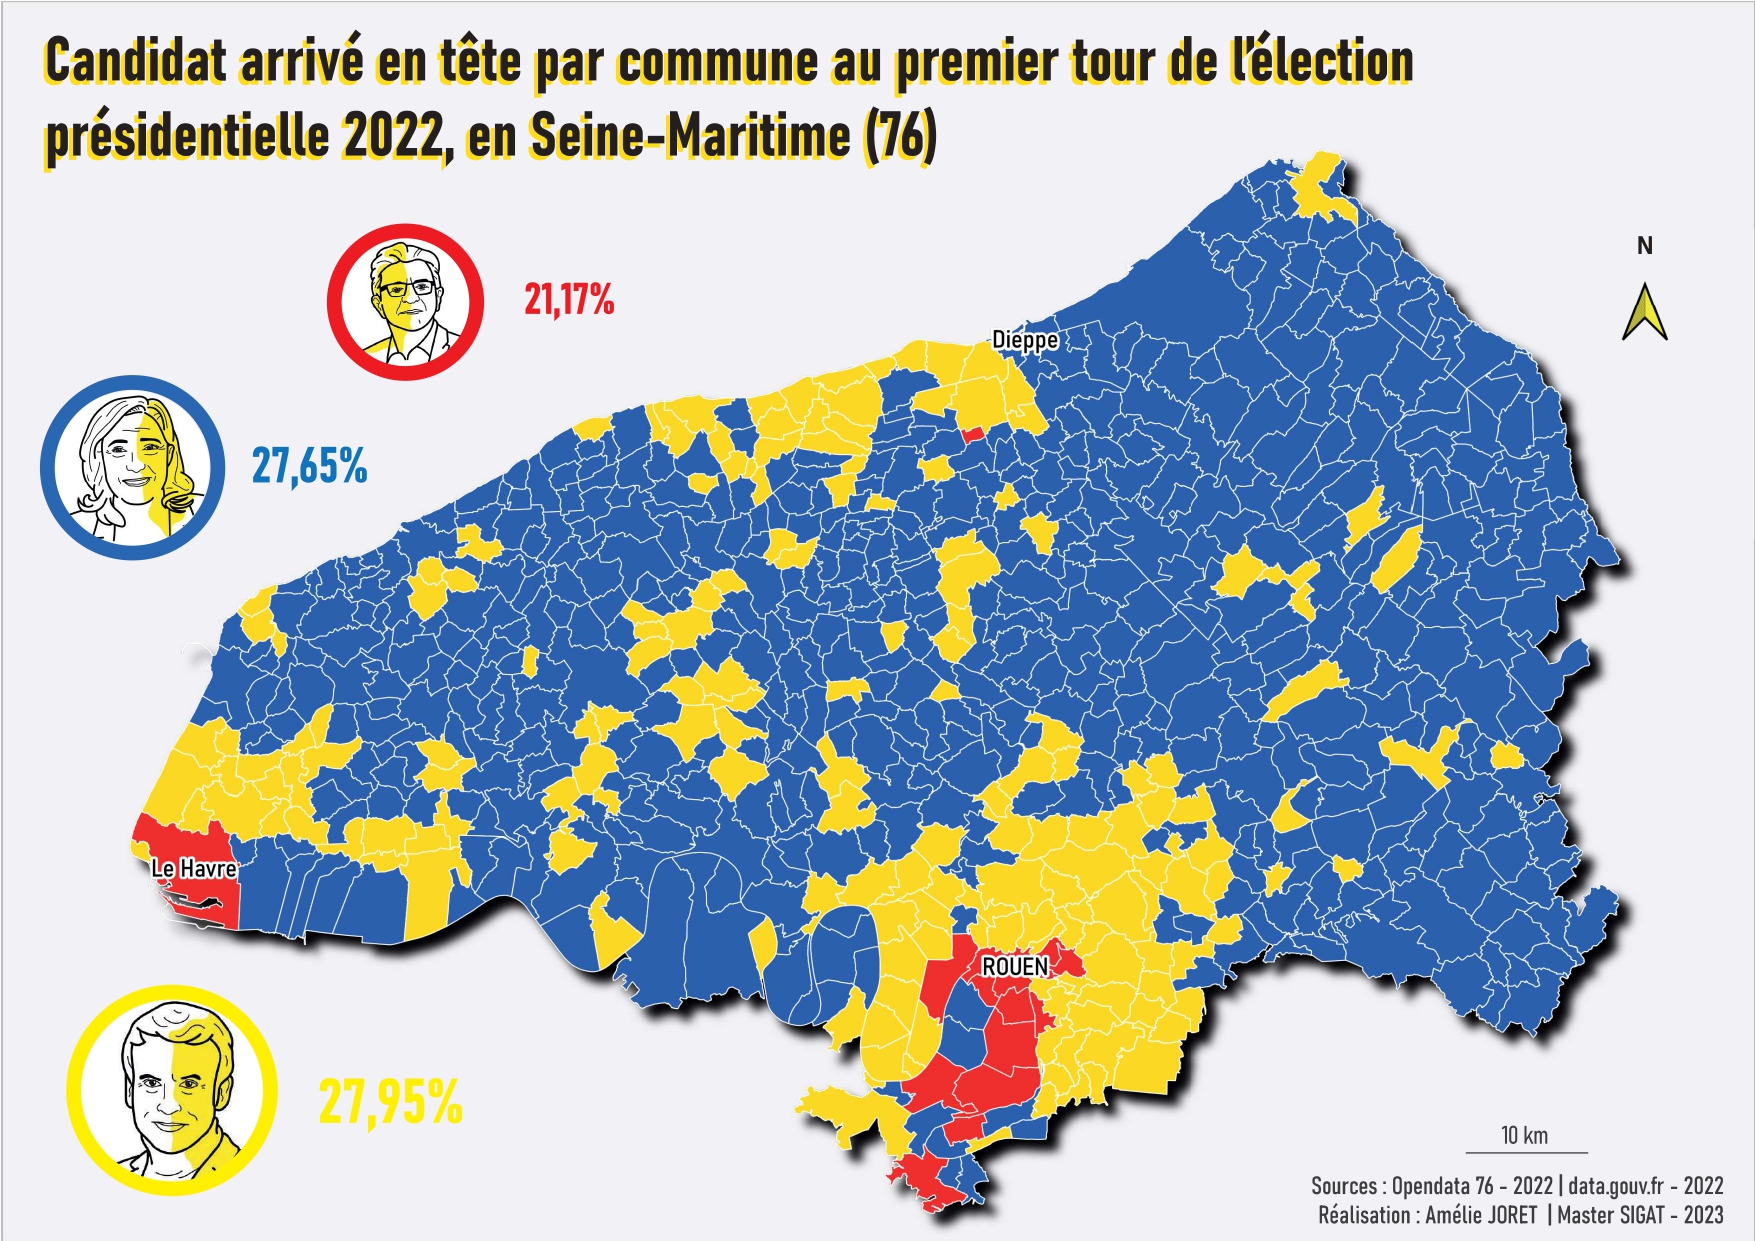 Candidat arrivé en tête par commune au premier tour de l'élection
présidentielle 2022, en Seine-Maritime (76)
N
21,17%
Dieppe
27,65%
Le Havre
ROUEN
27,95%
10 km
Sources : Opendata 76 - 2022 | data.gouv.fr - 2022
Réalisation : Amélie JORET | Master SIGAT - 2023